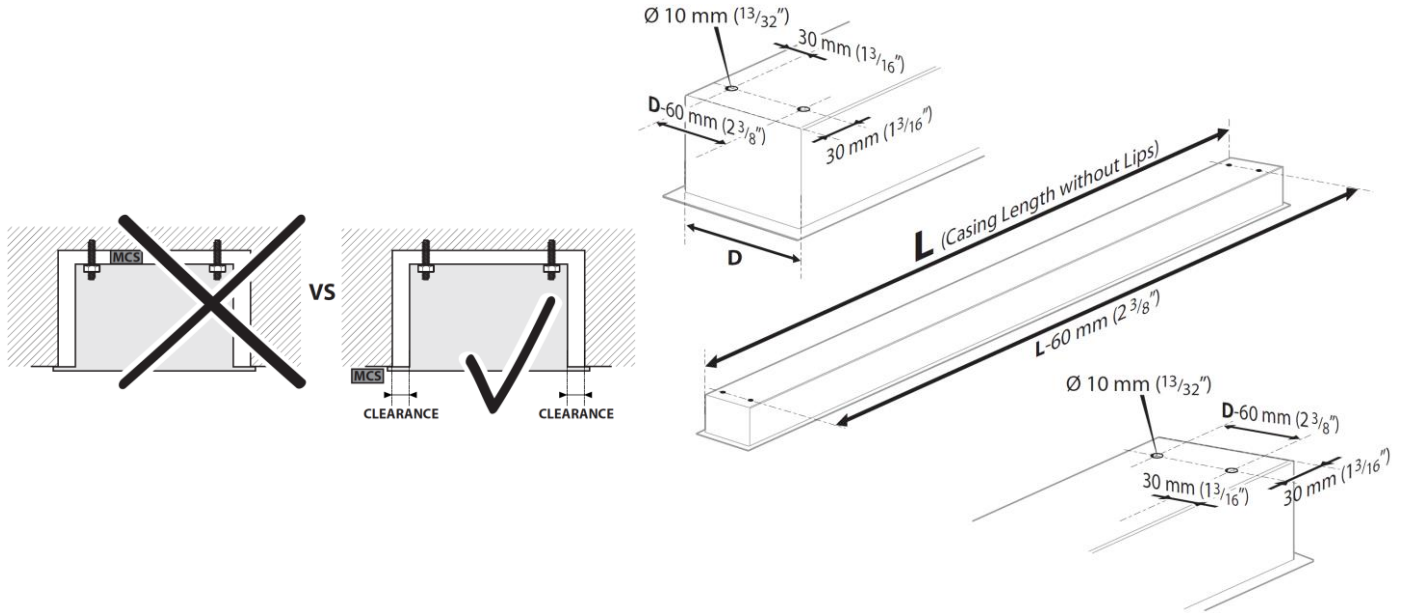 MCS
VS
MCS
CLEARANCE
CLEARANCE
Ø 10 mm (13/32")
30 mm (13/16")
D-60 mm (2 3/8")
30 mm (13/16")
D
L (Casing Length without Lips)
L-60 mm (2 3/8")
Ø 10 mm (13/32")
D-60 mm (2 3/8")
30 mm (13/16")
30 mm (13/16")